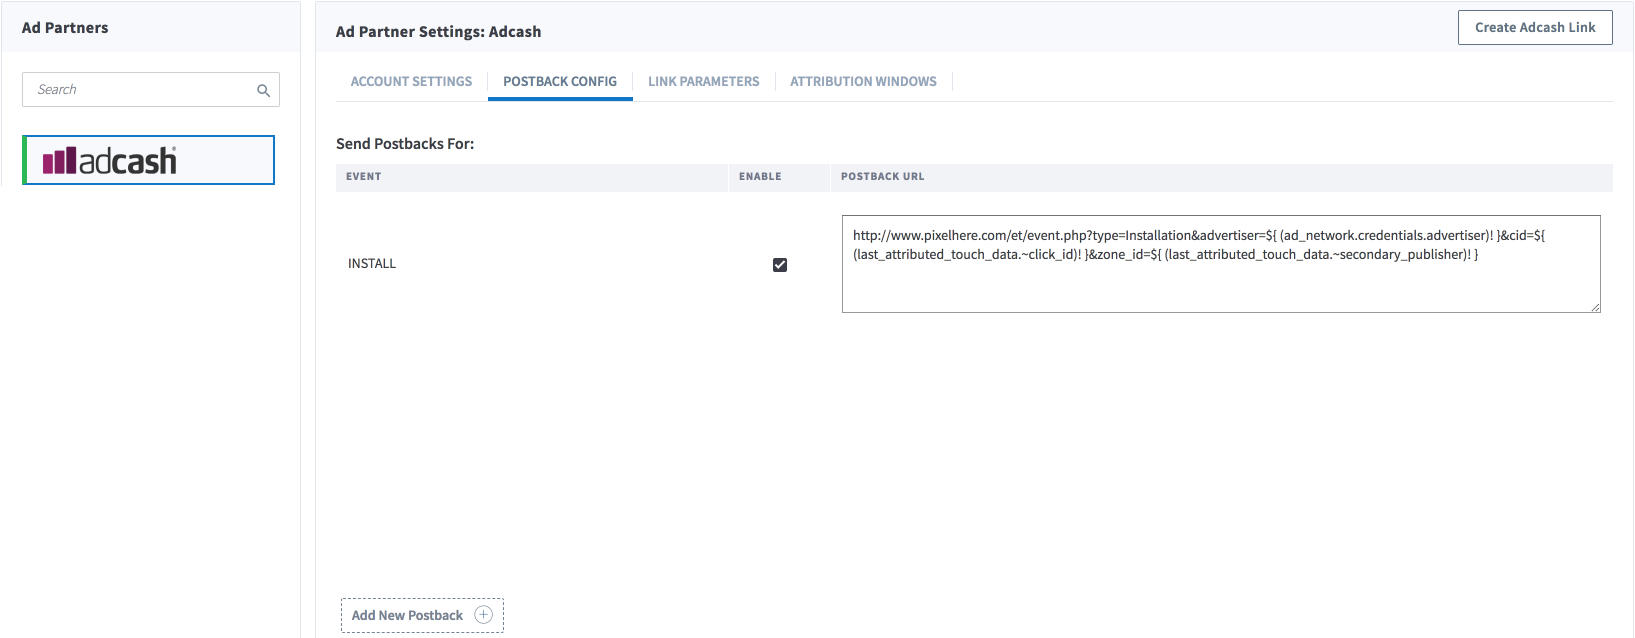 Ad Partners
Search
adcash®
Ad Partner Settings: Adcash
Create Adcash Link
ACCOUNT SETTINGS
POSTBACK CONFIG
LINK PARAMETERS
ATTRIBUTION WINDOWS
Send Postbacks For:
EVENT
ENABLE
POSTBACK URL
INSTALL
http://www.pixelhere.com/et/event.php?type=Installation&advertiser=${ (ad_network.credentials.advertiser)! }&cid=${
(last_attributed_touch_data.~click_id)! }&zone_id=${ (last_attributed_touch_data.~secondary_publisher)! }
Add New Postback